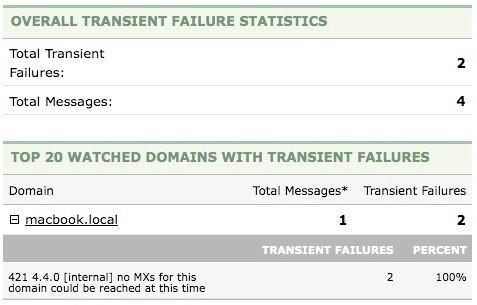 OVERALL TRANSIENT FAILURE STATISTICS
Total Transient
Failures: 2
Total Messages: 4
TOP 20 WATCHED DOMAINS WITH TRANSIENT FAILURES
Domain Total Messages* Transient Failures
macbook.local 1 2
TRANSIENT FAILURES PERCENT
421 4.4.0 [internal] no MXs for this 2 100%
domain could be reached at this time